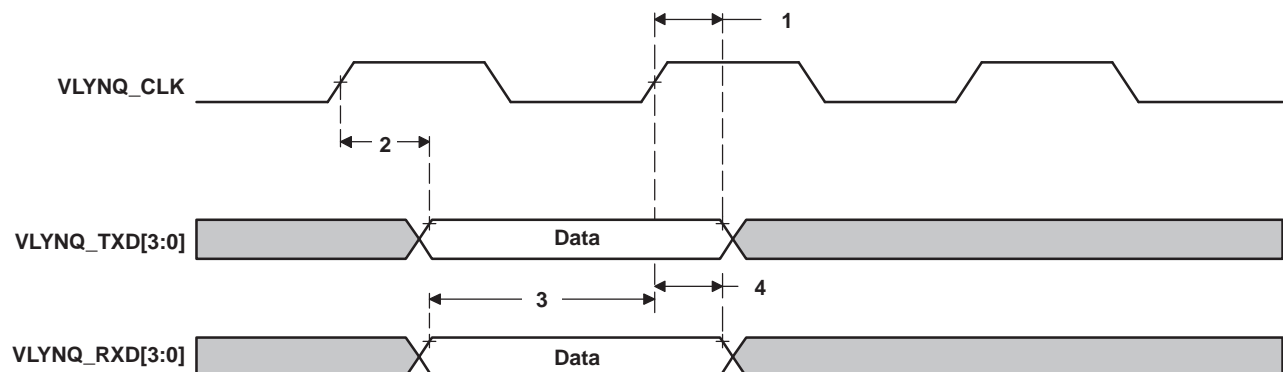 1
VLYNQ_CLK
2
VLYNQ_TXD[3:0]
Data
3
4
VLYNQ_RXD[3:0]
Data